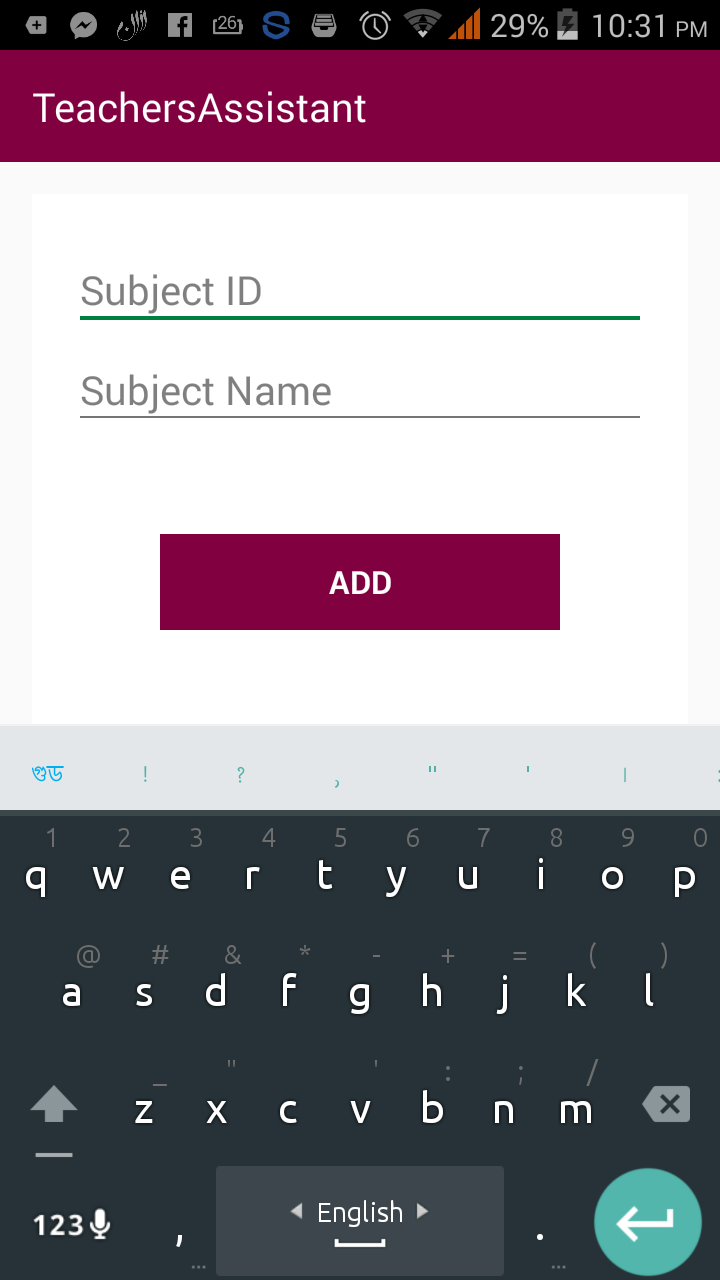 26 29% 10:31 PM
TeachersAssistant
Subject ID
Subject Name
ADD
গুড ! ? , " ' ।
1 2 3 4 5 6 7 8 9 0
q w e r t y u i o p
@ # & * - + = ( )
a s d f g h j k l
_ " ' : ; /
z x c v b n m
123 , English . 
... ...